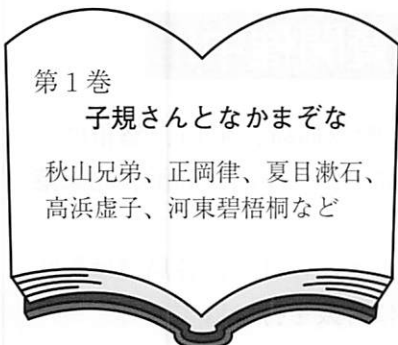 第1巻
子規さんとなかまぞな
秋山兄弟、正岡律、夏目漱石、
高浜虚子、河東碧梧桐など